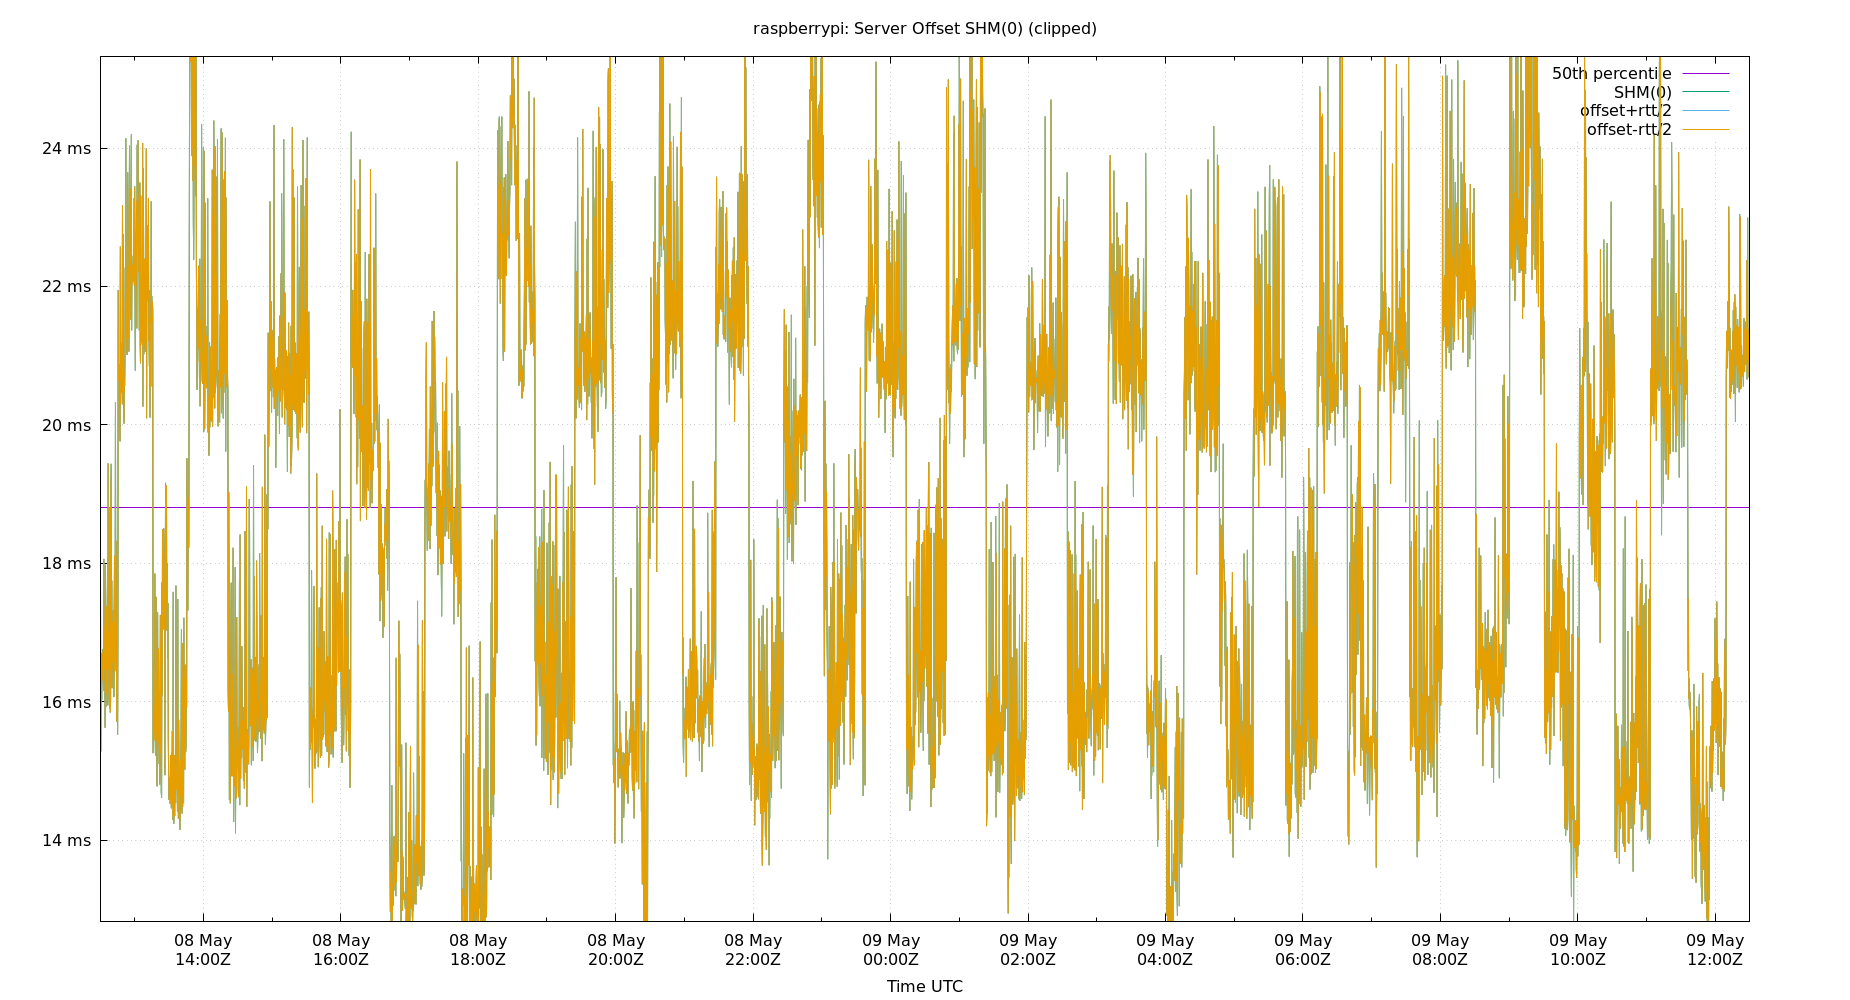 raspberrypi: Server Offset SHM(0) (clipped)
50th percentile
SHM(0)
offset+rtt/2
offset-rtt/2
24 ms
22 ms
20 ms
18 ms
16 ms
14 ms
08 May 08 May 08 May 08 May 08 May 09 May 09 May 09 May 09 May 09 May 09 May 09 May
14:00Z 16:00Z 18:00Z 20:00Z 22:00Z 00:00Z 02:00Z 04:00Z 06:00Z 08:00Z 10:00Z 12:00Z
Time UTC